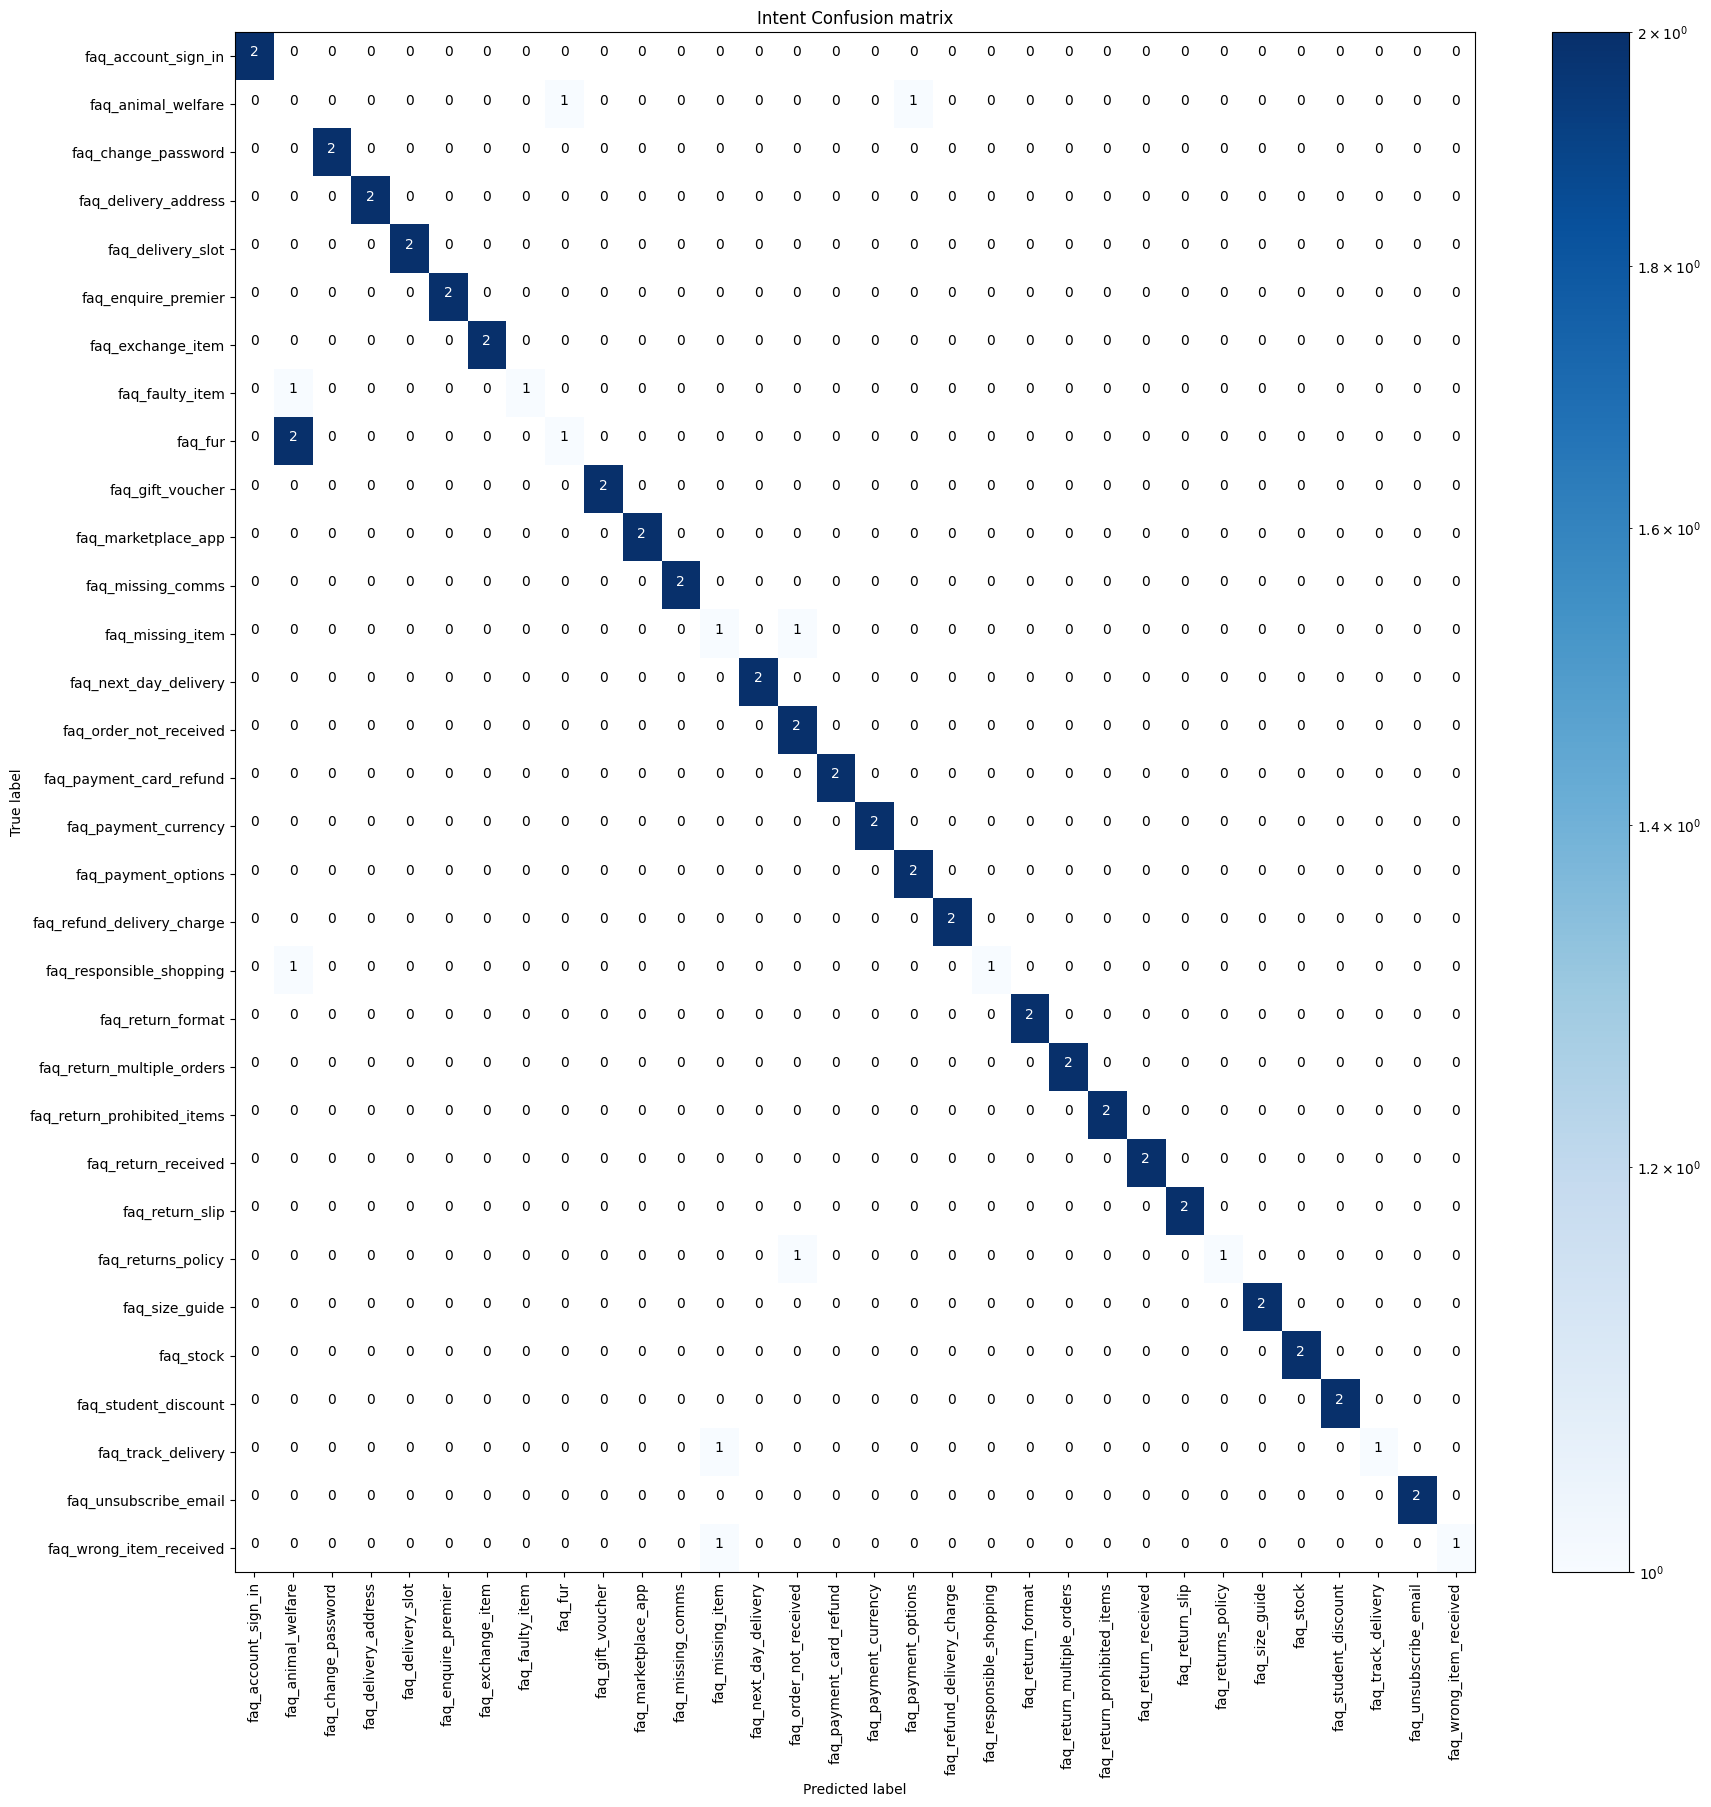 Intent Confusion matrix
faq_account_sign_in 2 0 0 0 0 0 0 0 0 0 0 0 0 0 0 0 0 0 0 0 0 0 0 0 0 0 0 0 0 0 0 0
faq_animal_welfare 0 0 0 0 0 0 0 0 1 0 0 0 0 0 0 0 0 1 0 0 0 0 0 0 0 0 0 0 0 0 0 0
faq_change_password 0 0 2 0 0 0 0 0 0 0 0 0 0 0 0 0 0 0 0 0 0 0 0 0 0 0 0 0 0 0 0 0
faq_delivery_address 0 0 0 2 0 0 0 0 0 0 0 0 0 0 0 0 0 0 0 0 0 0 0 0 0 0 0 0 0 0 0 0
faq_delivery_slot 0 0 0 0 2 0 0 0 0 0 0 0 0 0 0 0 0 0 0 0 0 0 0 0 0 0 0 0 0 0 0 0
faq_enquire_premier 0 0 0 0 0 2 0 0 0 0 0 0 0 0 0 0 0 0 0 0 0 0 0 0 0 0 0 0 0 0 0 0
faq_exchange_item 0 0 0 0 0 0 2 0 0 0 0 0 0 0 0 0 0 0 0 0 0 0 0 0 0 0 0 0 0 0 0 0
faq_faulty_item 0 1 0 0 0 0 0 1 0 0 0 0 0 0 0 0 0 0 0 0 0 0 0 0 0 0 0 0 0 0 0 0
faq_fur 0 2 0 0 0 0 0 0 1 0 0 0 0 0 0 0 0 0 0 0 0 0 0 0 0 0 0 0 0 0 0 0
faq_gift_voucher 0 0 0 0 0 0 0 0 0 2 0 0 0 0 0 0 0 0 0 0 0 0 0 0 0 0 0 0 0 0 0 0
faq_marketplace_app 0 0 0 0 0 0 0 0 0 0 2 0 0 0 0 0 0 0 0 0 0 0 0 0 0 0 0 0 0 0 0 0
faq_missing_comms 0 0 0 0 0 0 0 0 0 0 0 2 0 0 0 0 0 0 0 0 0 0 0 0 0 0 0 0 0 0 0 0
faq_missing_item 0 0 0 0 0 0 0 0 0 0 0 0 1 0 1 0 0 0 0 0 0 0 0 0 0 0 0 0 0 0 0 0
faq_next_day_delivery 0 0 0 0 0 0 0 0 0 0 0 0 0 2 0 0 0 0 0 0 0 0 0 0 0 0 0 0 0 0 0 0
faq_order_not_received 0 0 0 0 0 0 0 0 0 0 0 0 0 0 2 0 0 0 0 0 0 0 0 0 0 0 0 0 0 0 0 0
faq_payment_card_refund 0 0 0 0 0 0 0 0 0 0 0 0 0 0 0 2 0 0 0 0 0 0 0 0 0 0 0 0 0 0 0 0
faq_payment_currency 0 0 0 0 0 0 0 0 0 0 0 0 0 0 0 0 2 0 0 0 0 0 0 0 0 0 0 0 0 0 0 0
faq_payment_options 0 0 0 0 0 0 0 0 0 0 0 0 0 0 0 0 0 2 0 0 0 0 0 0 0 0 0 0 0 0 0 0
faq_refund_delivery_charge 0 0 0 0 0 0 0 0 0 0 0 0 0 0 0 0 0 0 2 0 0 0 0 0 0 0 0 0 0 0 0 0
faq_responsible_shopping 0 1 0 0 0 0 0 0 0 0 0 0 0 0 0 0 0 0 0 1 0 0 0 0 0 0 0 0 0 0 0 0
faq_return_format 0 0 0 0 0 0 0 0 0 0 0 0 0 0 0 0 0 0 0 0 2 0 0 0 0 0 0 0 0 0 0 0
faq_return_multiple_orders 0 0 0 0 0 0 0 0 0 0 0 0 0 0 0 0 0 0 0 0 0 2 0 0 0 0 0 0 0 0 0 0
faq_return_prohibited_items 0 0 0 0 0 0 0 0 0 0 0 0 0 0 0 0 0 0 0 0 0 0 2 0 0 0 0 0 0 0 0 0
faq_return_received 0 0 0 0 0 0 0 0 0 0 0 0 0 0 0 0 0 0 0 0 0 0 0 2 0 0 0 0 0 0 0 0
faq_return_slip 0 0 0 0 0 0 0 0 0 0 0 0 0 0 0 0 0 0 0 0 0 0 0 0 2 0 0 0 0 0 0 0
faq_returns_policy 0 0 0 0 0 0 0 0 0 0 0 0 0 0 1 0 0 0 0 0 0 0 0 0 0 1 0 0 0 0 0 0
faq_size_guide 0 0 0 0 0 0 0 0 0 0 0 0 0 0 0 0 0 0 0 0 0 0 0 0 0 0 2 0 0 0 0 0
faq_stock 0 0 0 0 0 0 0 0 0 0 0 0 0 0 0 0 0 0 0 0 0 0 0 0 0 0 0 2 0 0 0 0
faq_student_discount 0 0 0 0 0 0 0 0 0 0 0 0 0 0 0 0 0 0 0 0 0 0 0 0 0 0 0 0 2 0 0 0
faq_track_delivery 0 0 0 0 0 0 0 0 0 0 0 0 1 0 0 0 0 0 0 0 0 0 0 0 0 0 0 0 0 1 0 0
faq_unsubscribe_email 0 0 0 0 0 0 0 0 0 0 0 0 0 0 0 0 0 0 0 0 0 0 0 0 0 0 0 0 0 0 2 0
faq_wrong_item_received 0 0 0 0 0 0 0 0 0 0 0 0 1 0 0 0 0 0 0 0 0 0 0 0 0 0 0 0 0 0 0 1
True label
faq_account_sign_in
faq_animal_welfare
faq_change_password
faq_delivery_address
faq_delivery_slot
faq_enquire_premier
faq_exchange_item
faq_faulty_item
faq_fur
faq_gift_voucher
faq_marketplace_app
faq_missing_comms
faq_missing_item
faq_next_day_delivery
faq_order_not_received
faq_payment_card_refund
faq_payment_currency
faq_payment_options
faq_refund_delivery_charge
faq_responsible_shopping
faq_return_format
faq_return_multiple_orders
faq_return_prohibited_items
faq_return_received
faq_return_slip
faq_returns_policy
faq_size_guide
faq_stock
faq_student_discount
faq_track_delivery
faq_unsubscribe_email
faq_wrong_item_received
Predicted label
2 × 10⁰
1.8 × 10⁰
1.6 × 10⁰
1.4 × 10⁰
1.2 × 10⁰
10⁰